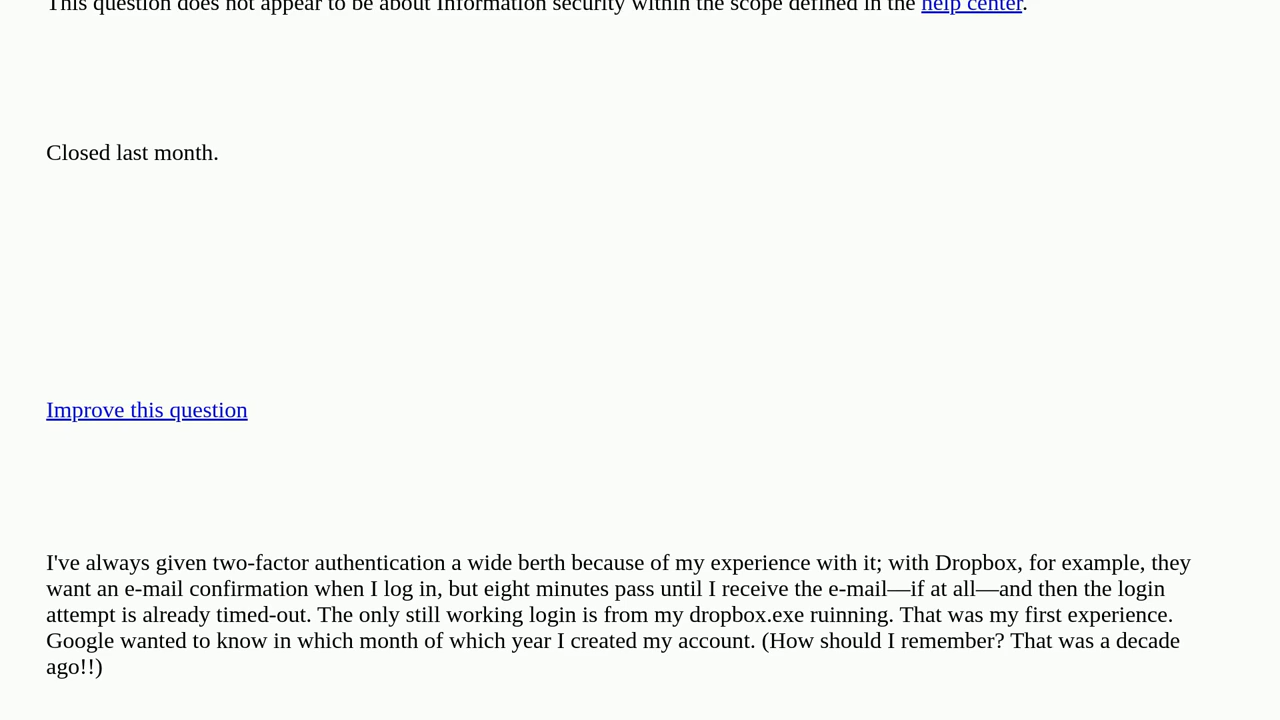 This question does not appear to be about Information security within the scope defined in the help center.
Closed last month.
Improve this question
I've always given two-factor authentication a wide berth because of my experience with it; with Dropbox, for example, they
want an e-mail confirmation when I log in, but eight minutes pass until I receive the e-mail—if at all—and then the login
attempt is already timed-out. The only still working login is from my dropbox.exe ruinning. That was my first experience.
Google wanted to know in which month of which year I created my account. (How should I remember? That was a decade
ago!!)